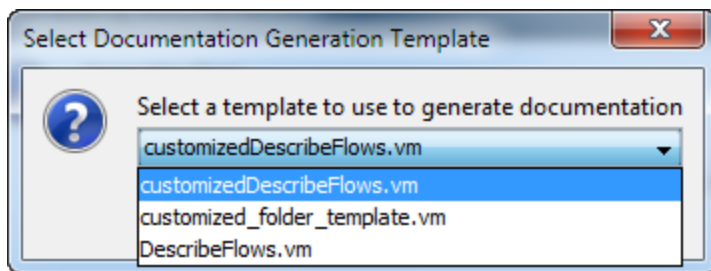 Select Documentation Generation Template
Select a template to use to generate documentation
customizedDescribeFlows.vm
customizedDescribeFlows.vm
customized_folder_template.vm
DescribeFlows.vm